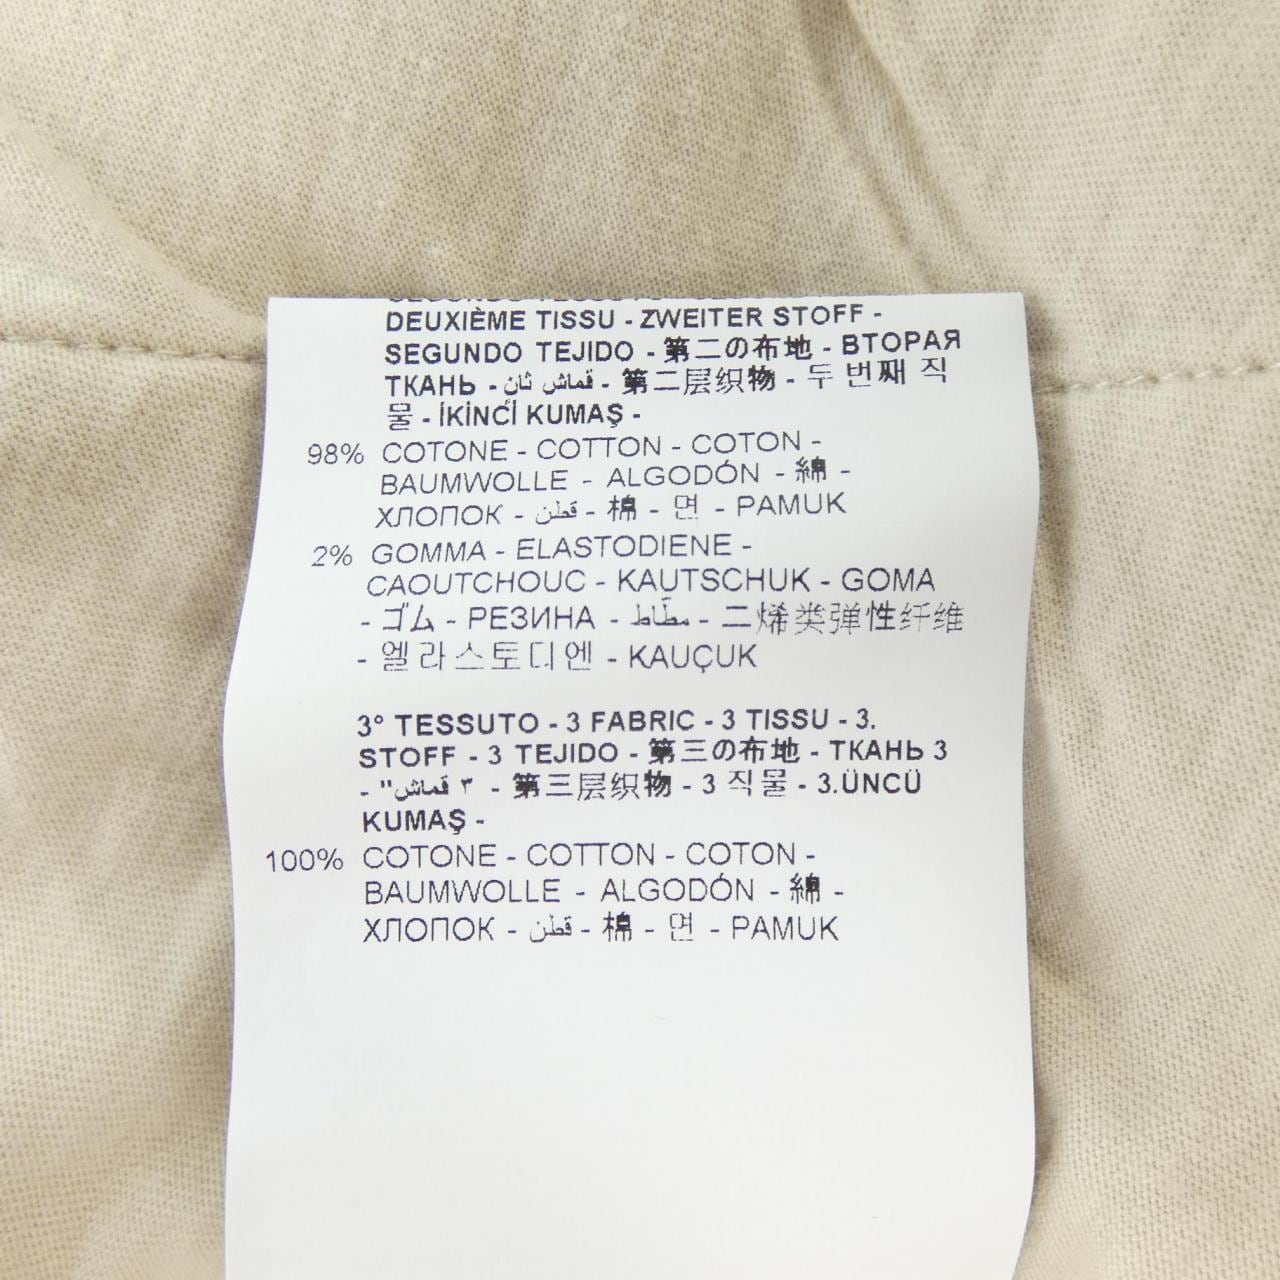 DEUXIÈME TISSU - ZWEITER STOFF -
SEGUNDO TEJIDO - 第二の布地 - ВТОРАЯ
ТКАНЬ - قماش ثان - 第二层织物 - 두 번째 직
물 - İKİNCİ KUMAŞ -
98% COTONE - COTTON - COTON -
BAUMWOLLE - ALGODÓN - 綿 -
ХЛОПОК - قطن - 棉 - 면 - PAMUK
2% GOMMA - ELASTODIENE -
CAOUTCHOUC - KAUTSCHUK - GOMA
- ゴム - РЕЗИНА - مطّاط - 二烯类弹性纤维
- 엘라스토디엔 - KAUÇUK
3° TESSUTO - 3 FABRIC - 3 TISSU - 3.
STOFF - 3 TEJIDO - 第三の布地 - ТКАНЬ 3
- "قماش ٣ - 第三层织物 - 3 직물 - 3.ÜNCÜ
KUMAŞ -
100% COTONE - COTTON - COTON -
BAUMWOLLE - ALGODÓN - 綿 -
ХЛОПОК - قطن - 棉 - 면 - PAMUK